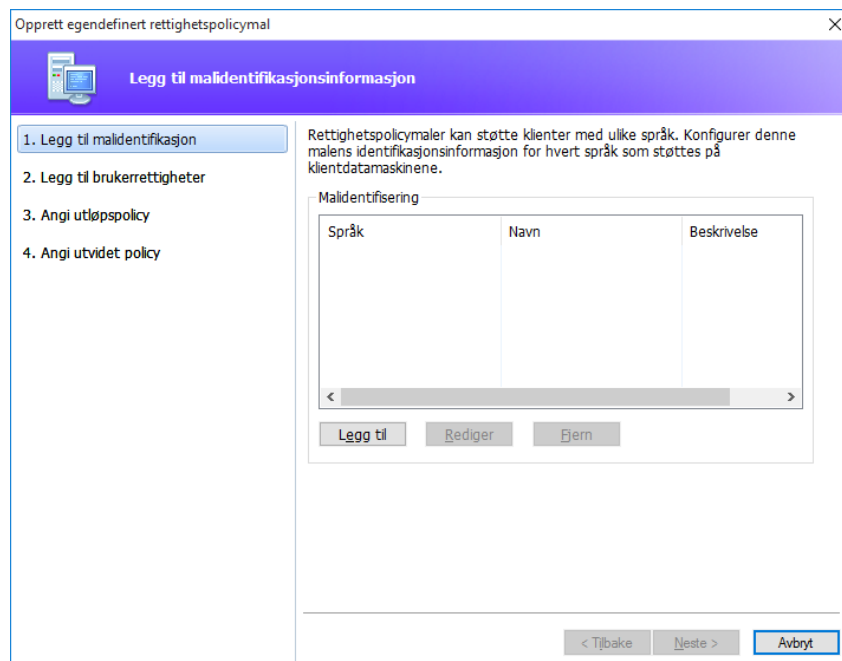 Opprett egendefinert rettighetspolicymal
Legg til malidentifikasjonsinformasjon
1. Legg til malidentifikasjon
2. Legg til brukerrettigheter
3. Angi utløpspolicy
4. Angi utvidet policy
Rettighetspolicymaler kan støtte klienter med ulike språk. Konfigurer denne
malens identifikasjonsinformasjon for hvert språk som støttes på
klientdatamaskinene.
Malidentifisering
Språk Navn Beskrivelse
Legg til Rediger Fjern
< Tilbake Neste > Avbryt